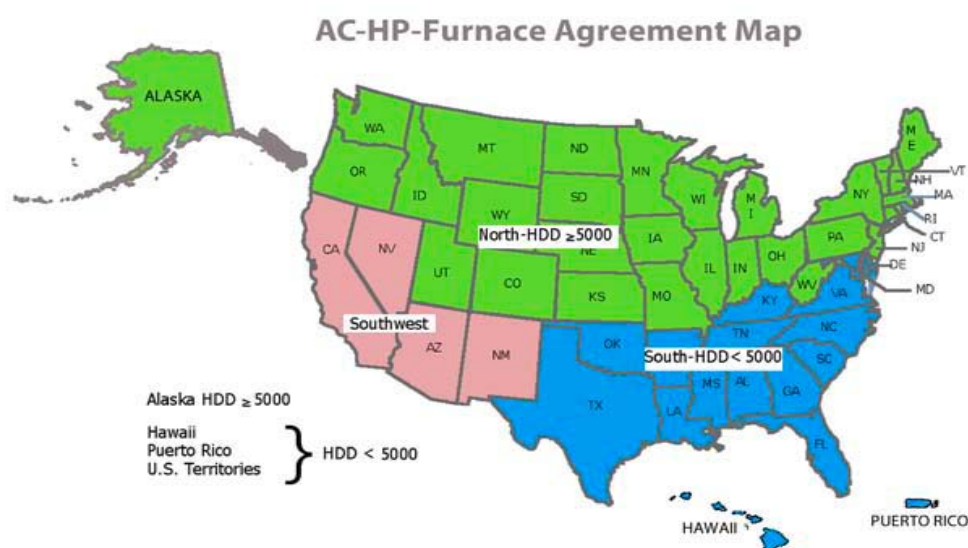 AC-HP-Furnace Agreement Map
ALASKA
WA
MT
ND
MN
ME
VT
NH
OR
ID
SD
WI
MI
NY
MA
WY
RI
North-HDD ≥5000
IA
PA
CT
CA
NV
NE
NJ
UT
CO
IL
IN
OH
DE
KS
MO
WV
MD
KY
VA
Southwest
AZ
NM
OK
TN
NC
South-HDD< 5000
SC
MS
AL
GA
TX
LA
FL
Alaska HDD ≥5000
Hawaii
Puerto Rico
U.S. Territories
HDD < 5000
HAWAII
PUERTO RICO